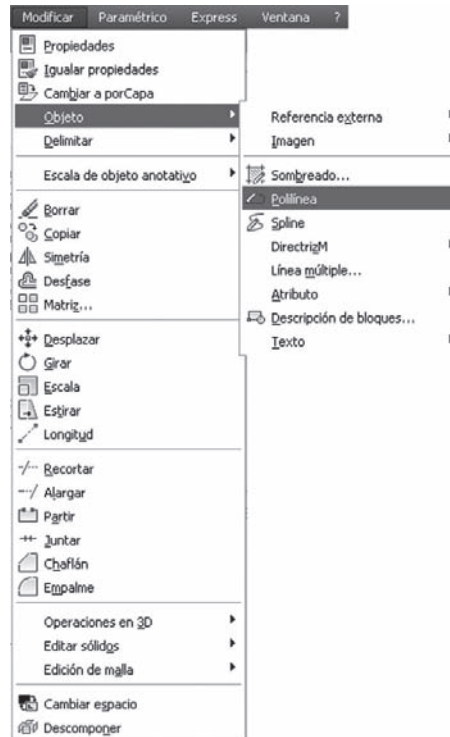 Modificar Paramétrico Express Ventana ?
Propiedades
Igualar propiedades
Cambiar a porCapa
Objeto
Delimitar
Escala de objeto anotativo
Borrar
Copiar
Simetría
Desfase
Matriz...
Desplazar
Girar
Escala
Estirar
Longitud
Recortar
Alargar
Partir
Juntar
Chaflán
Empalme
Operaciones en 3D
Editar sólidos
Edición de malla
Cambiar espacio
Descomponer
Referencia externa
Imagen
Sombreado...
Polilínea
Spline
DirectrizM
Línea múltiple...
Atributo
Descripción de bloques...
Texto